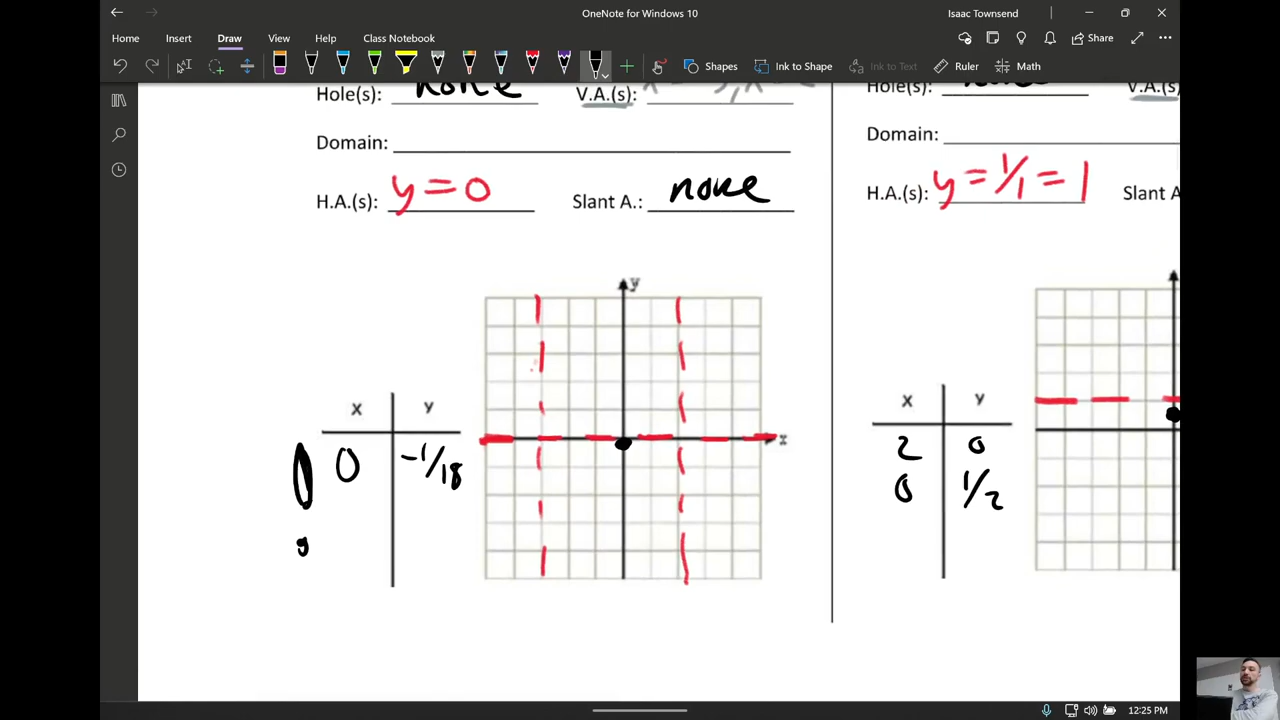 OneNote for Windows 10
Isaac Townsend
Home Insert Draw View Help Class Notebook
Shapes Ink to Shape Ink to Text Ruler Math
Share
Hole(s): none V.A.(s):
Domain:
H.A.(s): y = 0 Slant A.: none
y
x
X Y
0 -1/18
none
V.A.(s)
Domain:
H.A.(s): y = 1/1 = 1 Slant A
X Y
2 0
0 1/2
12:25 PM